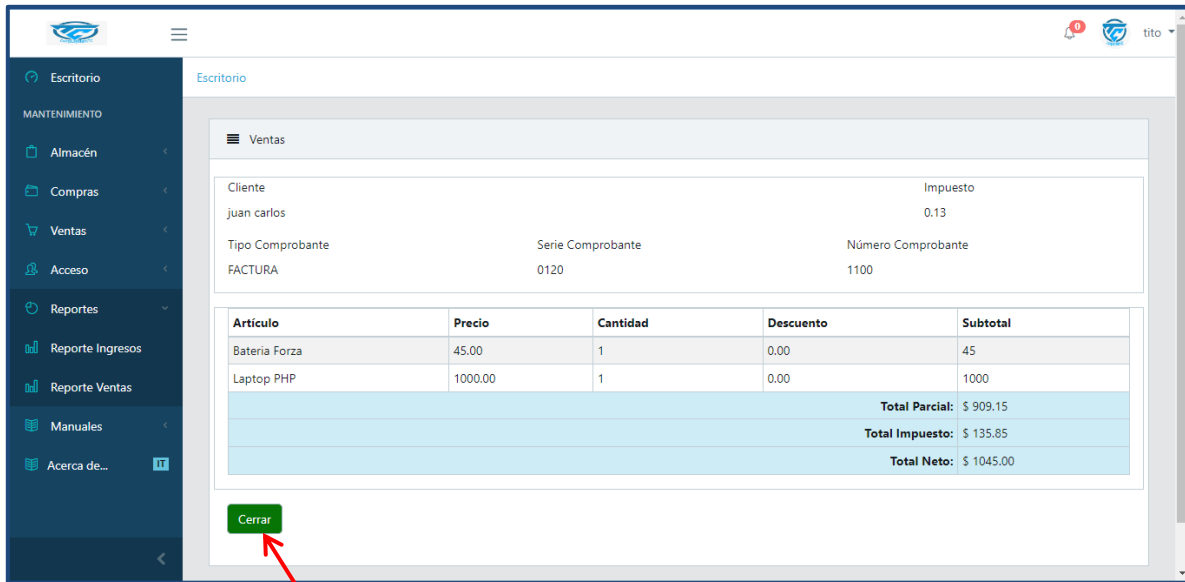 0 tito
Escritorio
Escritorio
MANTENIMIENTO
Almacén
Compras
Ventas
Acceso
Reportes
Reporte Ingresos
Reporte Ventas
Manuales
Acerca de... IT
Ventas
Cliente Impuesto
juan carlos 0.13
Tipo Comprobante Serie Comprobante Número Comprobante
FACTURA 0120 1100
Artículo Precio Cantidad Descuento Subtotal
Bateria Forza 45.00 1 0.00 45
Laptop PHP 1000.00 1 0.00 1000
Total Parcial: $ 909.15
Total Impuesto: $ 135.85
Total Neto: $ 1045.00
Cerrar